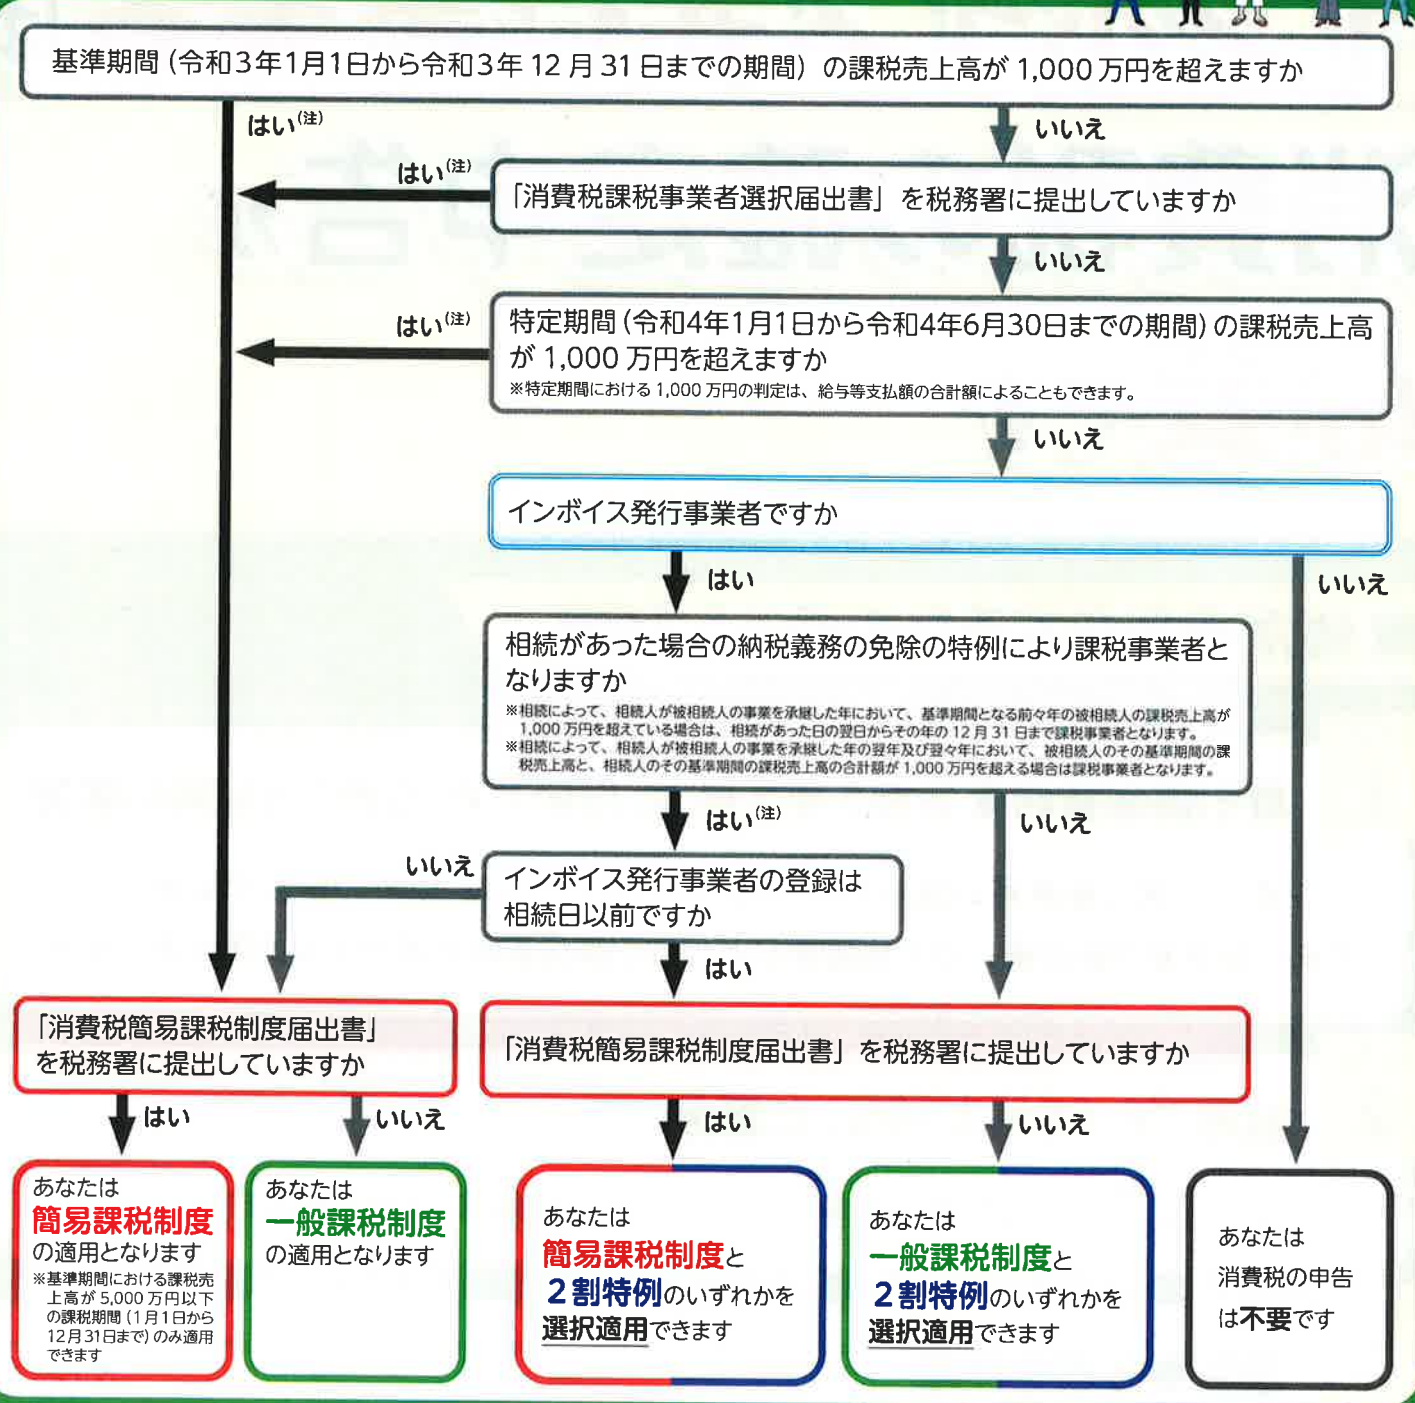 基準期間(令和3年1月1日から令和3年12月31日までの期間)の課税売上高が1,000万円を超えますか
はい(注)
いいえ
はい(注)
「消費税課税事業者選択届出書」を税務署に提出していますか
いいえ
はい(注)
特定期間(令和4年1月1日から令和4年6月30日までの期間)の課税売上高
が1,000万円を超えますか
※特定期間における1,000万円の判定は、給与等支払額の合計額によることもできます。
いいえ
インボイス発行事業者ですか
はい
いいえ
相続があった場合の納税義務の免除の特例により課税事業者と
なりますか
※相続によって、相続人が被相続人の事業を承継した年において、基準期間となる前々年の被相続人の課税売上高が
1,000万円を超えている場合は、相続があった日の翌日からその年の12月31日まで課税事業者となります。
※相続によって、相続人が被相続人の事業を承継した年の翌年及び翌々年において、被相続人のその基準期間の課
税売上高と、相続人のその基準期間の課税売上高の合計額が1,000万円を超える場合は課税事業者となります。
はい(注)
いいえ
いいえ
インボイス発行事業者の登録は
相続日以前ですか
はい
「消費税簡易課税制度届出書」
を税務署に提出していますか
はい
いいえ
「消費税簡易課税制度届出書」を税務署に提出していますか
はい
いいえ
あなたは
簡易課税制度
の適用となります
※基準期間における課税売
上高が5,000万円以下
の課税期間(1月1日から
12月31日まで)のみ適用
できます
あなたは
一般課税制度
の適用となります
あなたは
簡易課税制度と
2割特例のいずれかを
選択適用できます
あなたは
一般課税制度と
2割特例のいずれかを
選択適用できます
あなたは
消費税の申告
は不要です